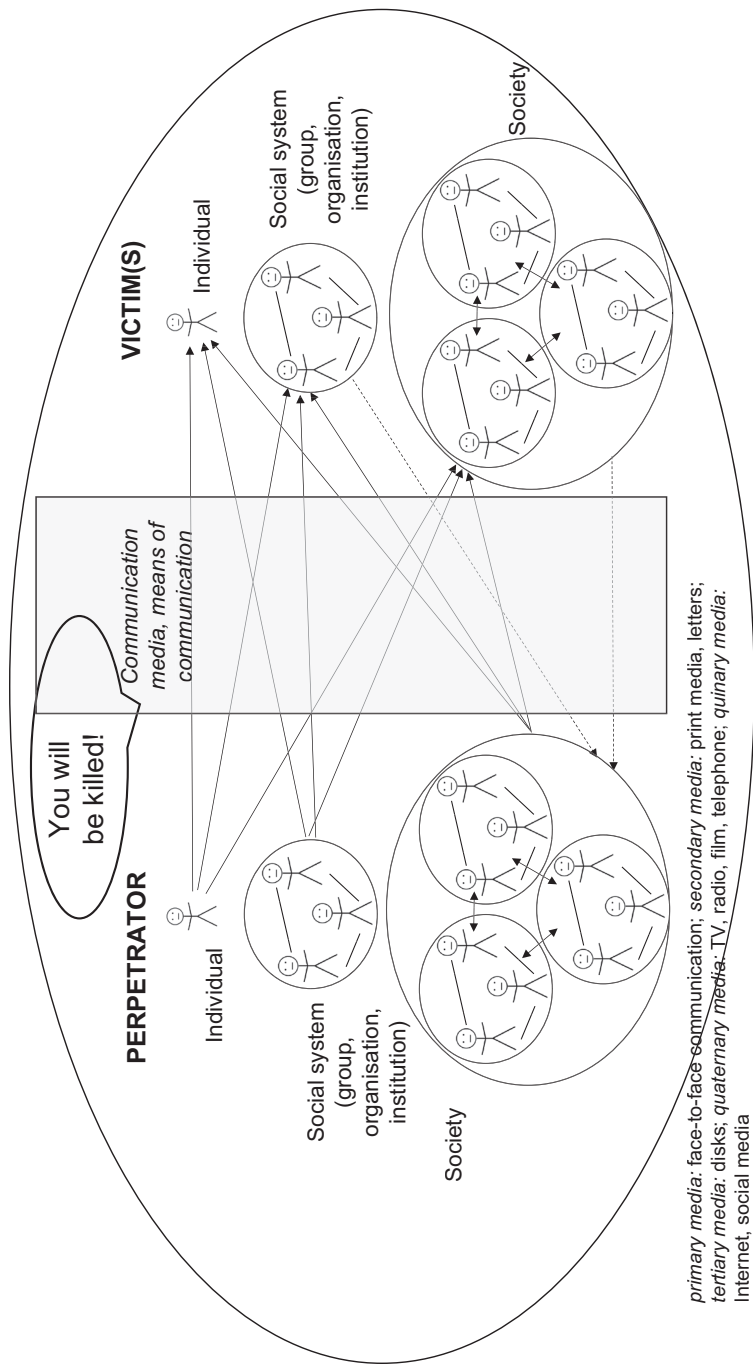 You will
be killed!
PERPETRATOR
Individual
Social system
(group,
organisation,
institution)
Society
Communication
media, means of
communication
VICTIM(S)
Individual
Social system
(group,
organisation,
institution)
Society
primary media: face-to-face communication; secondary media: print media, letters;
tertiary media: disks; quaternary media: TV, radio, film, telephone; quinary media:
Internet, social media